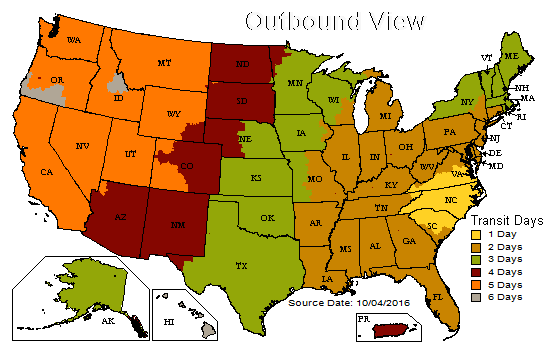 Outbound View
WA
MT
ND
OR
ID
SD
MN
WI
VT
ME
NY
NH
MA
RI
CT
MI
WY
NV
UT
CA
CO
NE
IA
KS
MO
IL
IN
OH
PA
NJ
DE
MD
WV
VA
KY
NC
TN
SC
AZ
NM
OK
AR
TX
LA
MS
AL
GA
FL
AK
HI
PR
Transit Days
1 Day
2 Days
3 Days
4 Days
5 Days
6 Days
Source Date: 10/04/2016